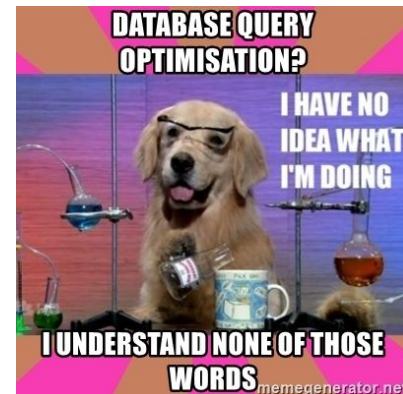 DATABASE QUERY
OPTIMISATION?
I HAVE NO
IDEA WHAT
I'M DOING
I UNDERSTAND NONE OF THOSE
WORDS
memegenerator.net